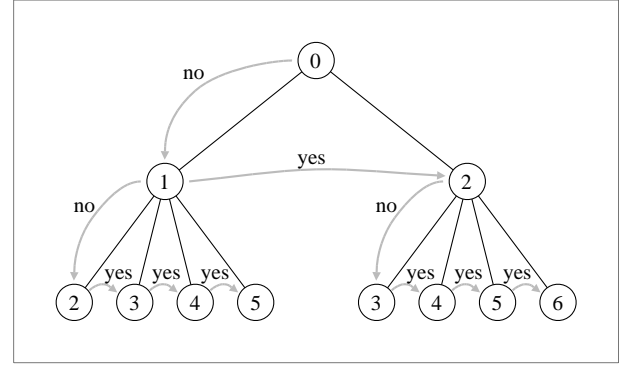 0
no
yes
1
2
no
no
yes yes yes
yes yes yes
2 3 4 5
3 4 5 6